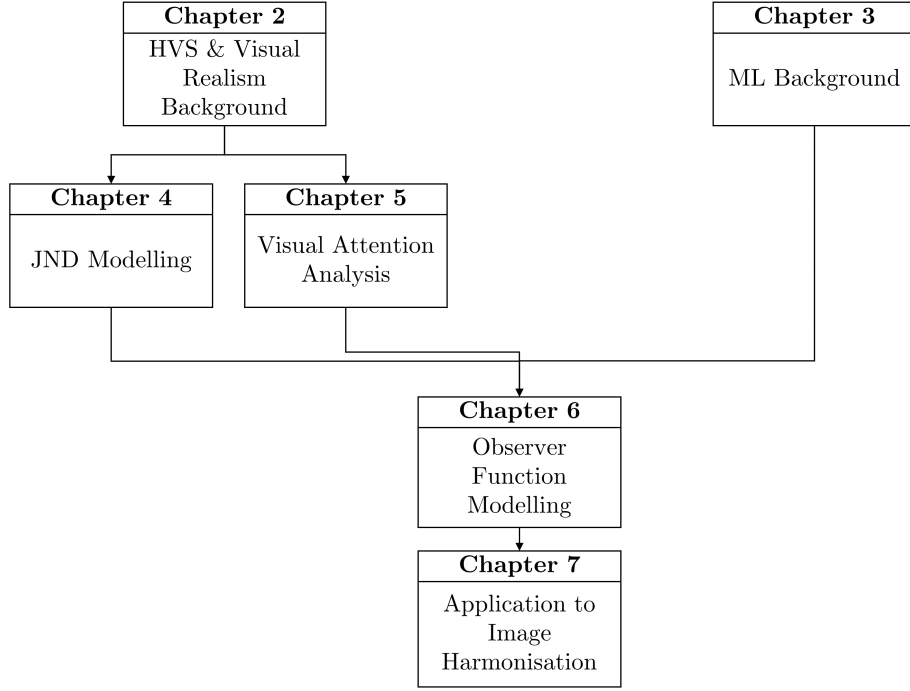 Chapter 2
HVS & Visual
Realism
Background
Chapter 3
ML Background
Chapter 4
JND Modelling
Chapter 5
Visual Attention
Analysis
Chapter 6
Observer
Function
Modelling
Chapter 7
Application to
Image
Harmonisation